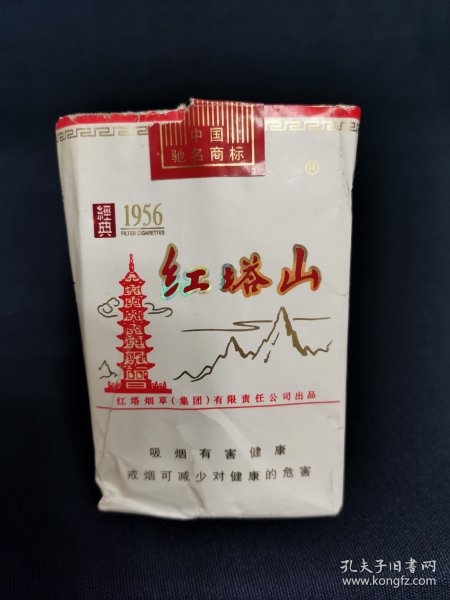 中国
驰名商标
®
經典
1956
FILTER CIGARETTES
红塔山
红塔烟草(集团)有限责任公司出品
吸烟有害健康
戒烟可减少对健康的危害
孔夫子旧书网
www.kongfz.com